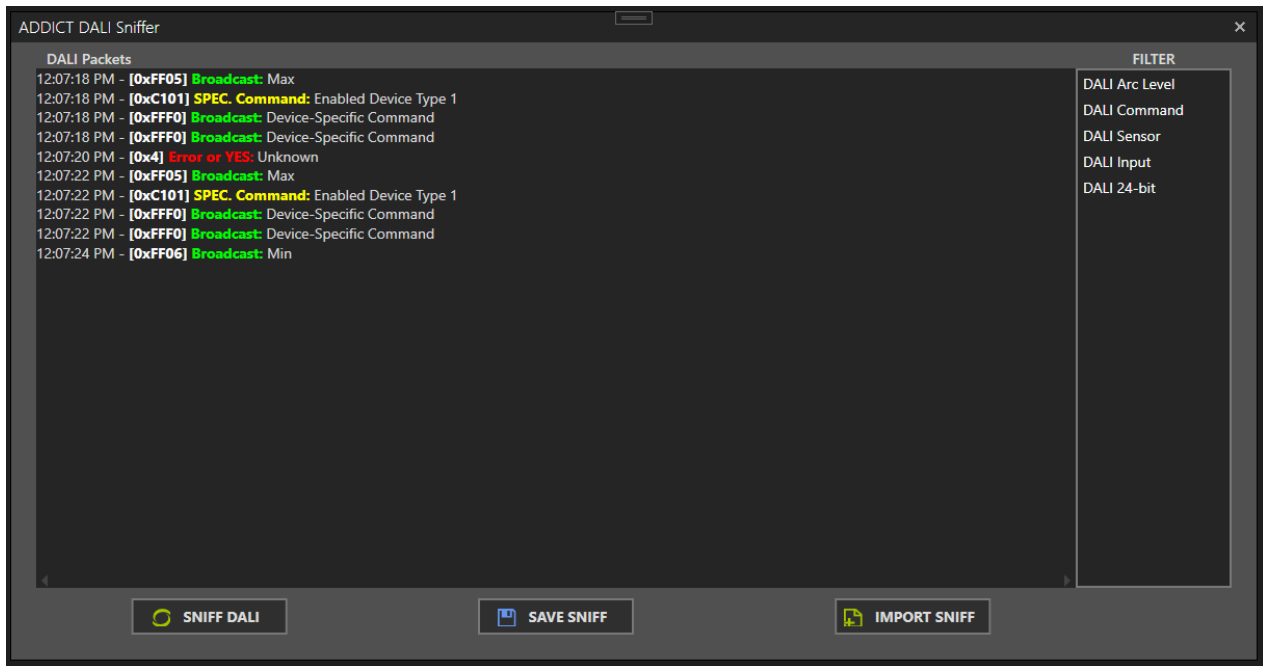 ADDICT DALI Sniffer
DALI Packets
12:07:18 PM - [0xFF05] Broadcast: Max
12:07:18 PM - [0xC101] SPEC. Command: Enabled Device Type 1
12:07:18 PM - [0xFFF0] Broadcast: Device-Specific Command
12:07:18 PM - [0xFFF0] Broadcast: Device-Specific Command
12:07:20 PM - [0x4] Error or YES: Unknown
12:07:22 PM - [0xFF05] Broadcast: Max
12:07:22 PM - [0xC101] SPEC. Command: Enabled Device Type 1
12:07:22 PM - [0xFFF0] Broadcast: Device-Specific Command
12:07:22 PM - [0xFFF0] Broadcast: Device-Specific Command
12:07:24 PM - [0xFF06] Broadcast: Min
FILTER
DALI Arc Level
DALI Command
DALI Sensor
DALI Input
DALI 24-bit
SNIFF DALI
SAVE SNIFF
IMPORT SNIFF